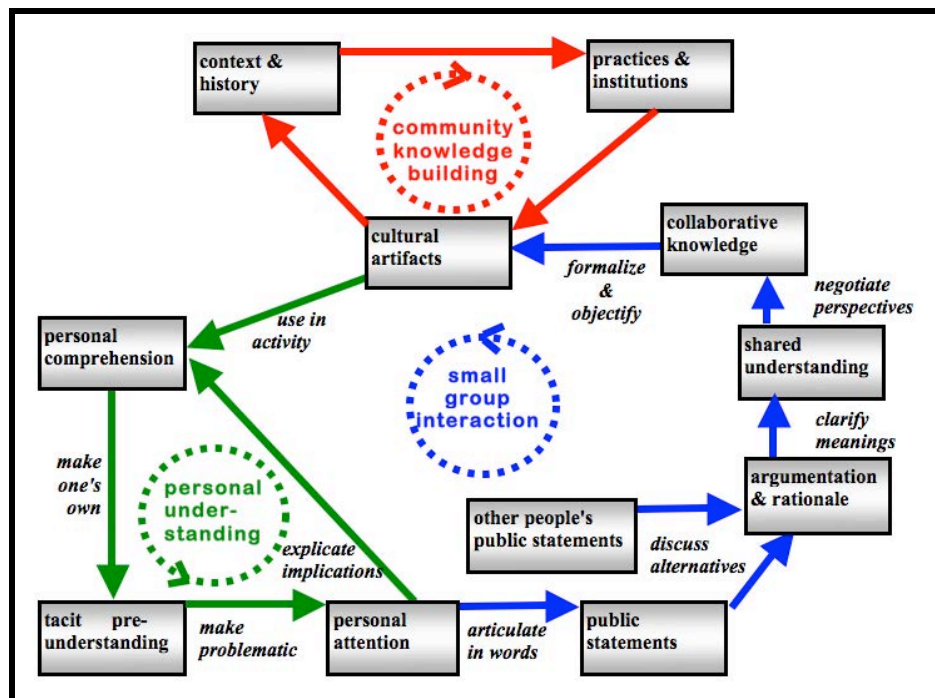 context &
history
practices &
institutions
community
knowledge
building
cultural
artifacts
collaborative
knowledge
formalize
&
objectify
negotiate
perspectives
use in
activity
personal
comprehension
shared
understanding
small
group
interaction
clarify
meanings
make
one's
own
personal
under-
standing
argumentation
& rationale
other people's
public statements
discuss
alternatives
explicate
implications
tacit pre-
understanding
make
problematic
personal
attention
articulate
in words
public
statements